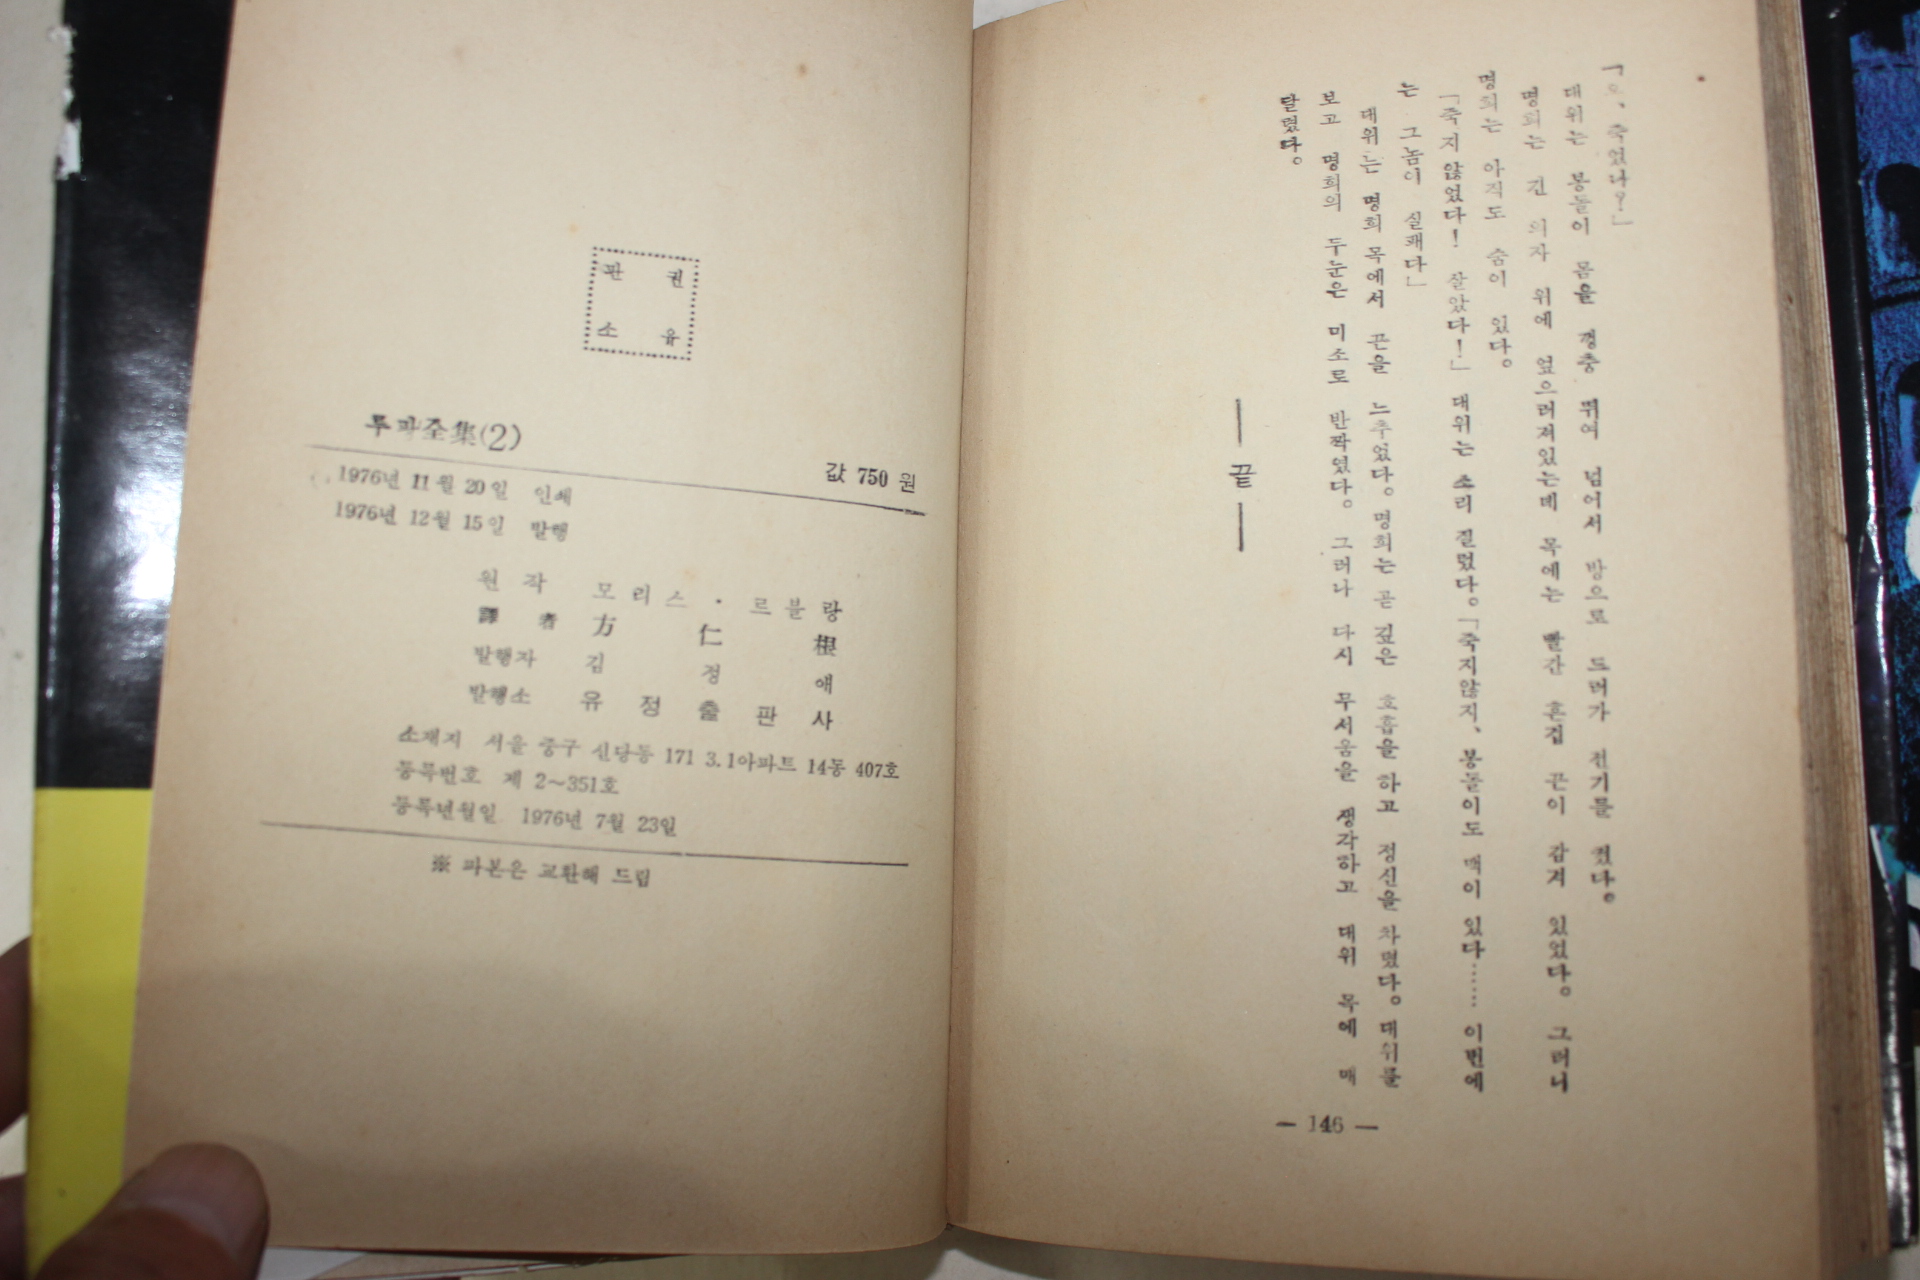 「오、죽었나?」
대위는 봉돌이 몸을 껑충 뛰여 넘어서 방으로 드러가 전기를 켰다。
명희는 긴 의자 위에 엎으러져있는데 목에는 빨간 흔겁 끈이 감겨 있었다。 그러니
명희는 아직도 숨이 있다。
「죽지 않었다! 살았다!」 대위는 소리 질렀다。「죽지않지、봉돌이도 맥이 있다…… 이번에
는 그놈이 실패다」
대위는 명희 목에서 끈을 느추었다。명희는 곧 깊은 호흡을 하고 정신을 차렸다。대위를
보고 명희의 두눈은 미소로 반짝였다。 그러나 다시 무서움을 생각하고 대위 목에 매
달렸다。
— 끝 —
— 146 —
판 권
소 유
루파全集(2)
값 750 원
1976년 11월 20일 인쇄
1976년 12월 15일 발행
원작 모리스·르블랑
譯者 方仁根
발행자 김정애
발행소 유정출판사
소재지 서울 중구 신당동 171 3.1아파트 14동 407호
등록번호 제 2~351호
등록년월일 1976년 7월 23일
※ 파본은 교환해 드림